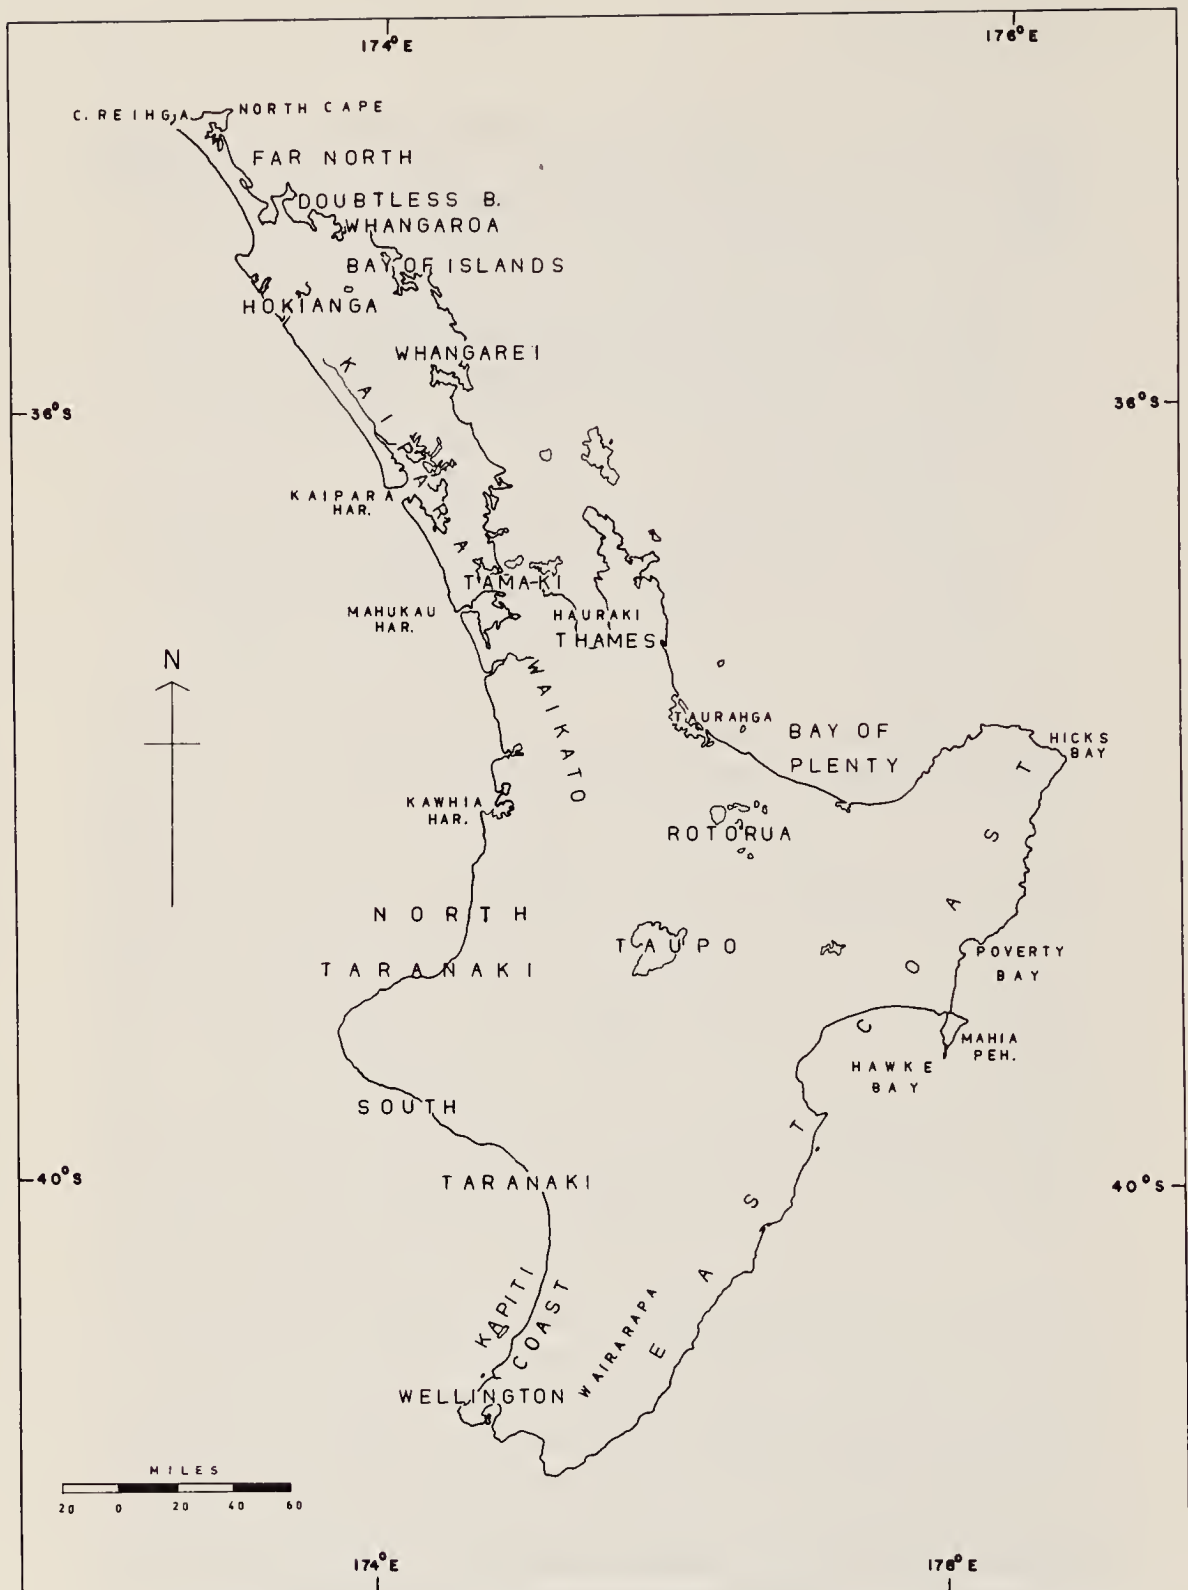 174°E
176°E
C. REIHGA
NORTH CAPE
FAR NORTH
DOUBTLESS B.
WHANGAROA
BAY OF ISLANDS
HOKIANGA
WHANGAREI
KAIPARA
36°S
36°S
KAIPARA
HAR.
TAMAKI
MAHUKAU
HAR.
HAURAKI
THAMES
N
WAIKATO
TAURAHGA
BAY OF
PLENTY
HICKS
BAY
KAWHIA
HAR.
ROTORUA
NORTH
TARANAKI
TAUPO
POVERTY
BAY
MAHIA
PEH.
HAWKE
BAY
EAST COAST
SOUTH
TARANAKI
40°S
40°S
KAPITI
COAST
WAIRARAPA
WELLINGTON
MILES
20 0 20 40 60
174°E
178°E